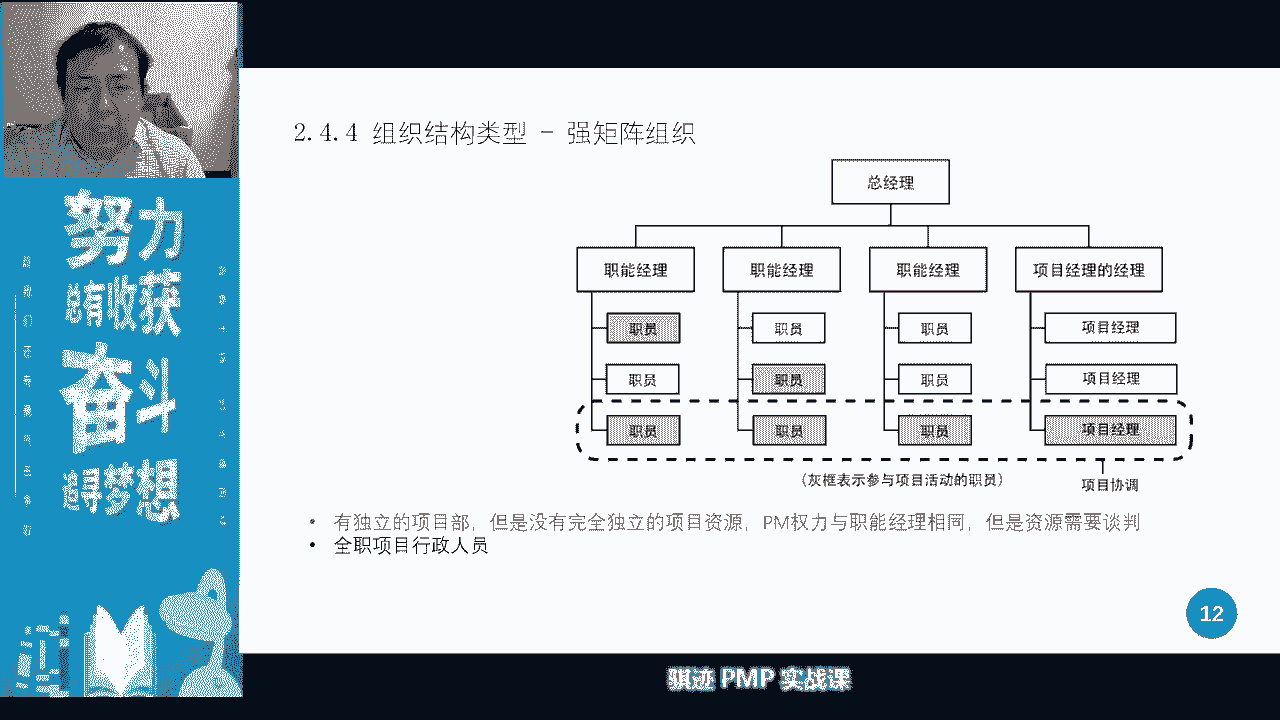 努力
总有收获
奋斗
追寻梦想
2.4.4 组织结构类型 - 强矩阵组织
总经理
职能经理 职能经理 职能经理 项目经理的经理
职员 职员 职员 项目经理
职员 职员 职员 项目经理
职员 职员 职员 项目经理
（灰框表示参与项目活动的职员） 项目协调
• 有独立的项目部，但是没有完全独立的项目资源，PM权力与职能经理相同，但是资源需要谈判
• 全职项目行政人员
12
骐迹 PMP 实战课